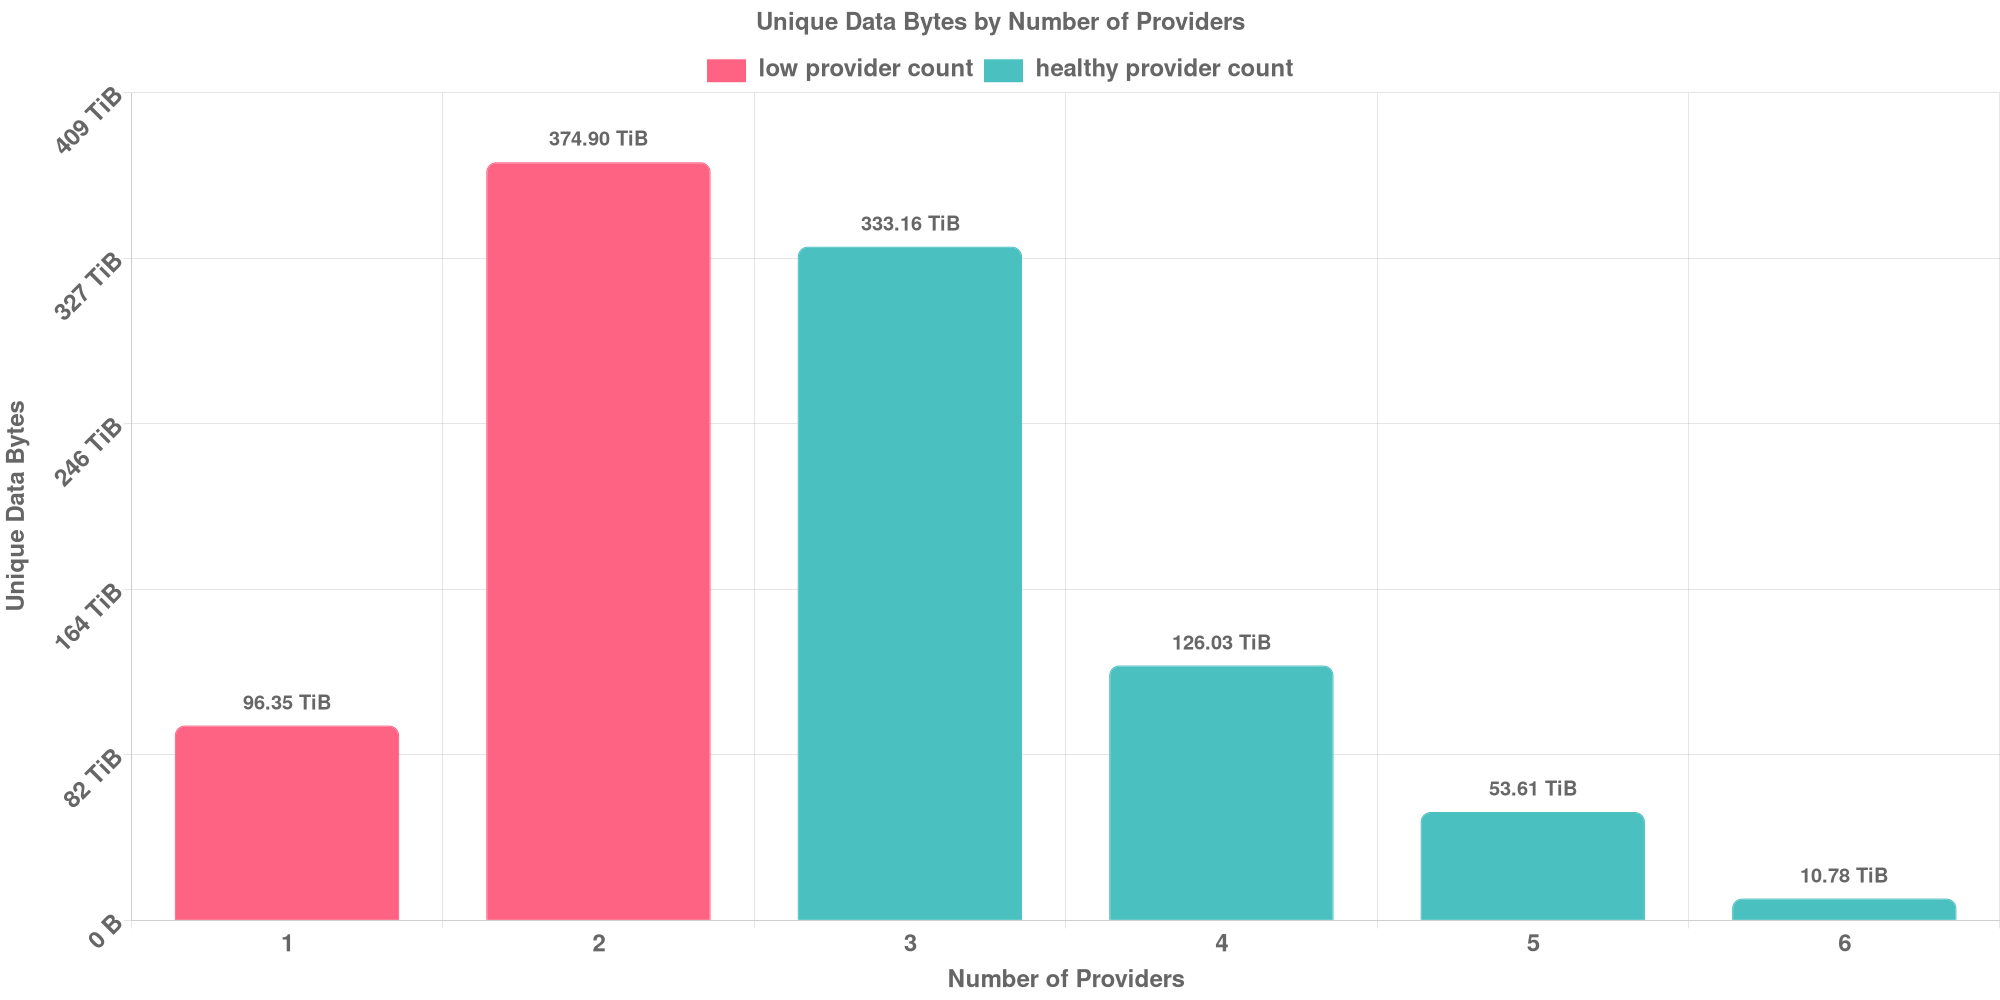 Unique Data Bytes by Number of Providers
low provider count
healthy provider count
409 TiB
327 TiB
246 TiB
164 TiB
82 TiB
0 B
Unique Data Bytes
96.35 TiB
374.90 TiB
333.16 TiB
126.03 TiB
53.61 TiB
10.78 TiB
1
2
3
4
5
6
Number of Providers